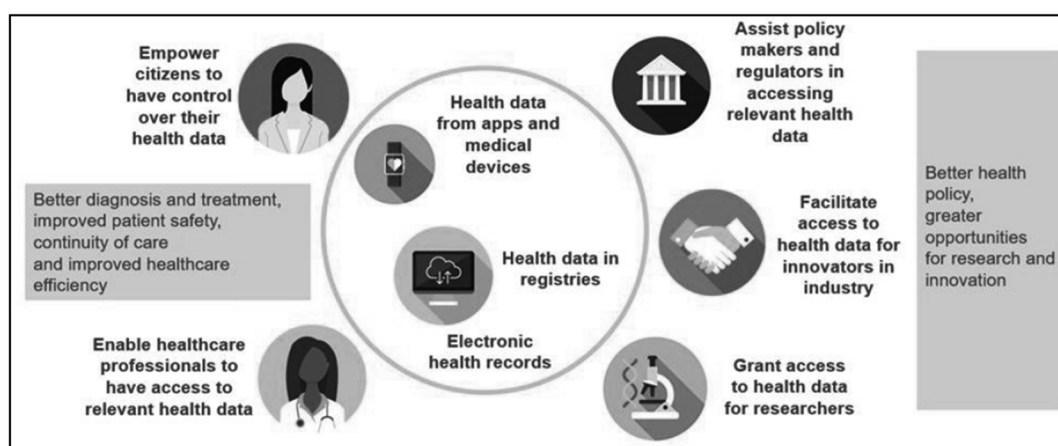 Empower
citizens to
have control
over their
health data
Better diagnosis and treatment,
improved patient safety,
continuity of care
and improved healthcare
efficiency
Enable healthcare
professionals to
have access to
relevant health data
Health data
from apps and
medical
devices
Health data in
registries
Electronic
health records
Assist policy
makers and
regulators in
accessing
relevant health
data
Facilitate
access to
health data for
innovators in
industry
Grant access
to health data
for researchers
Better health
policy,
greater
opportunities
for research and
innovation